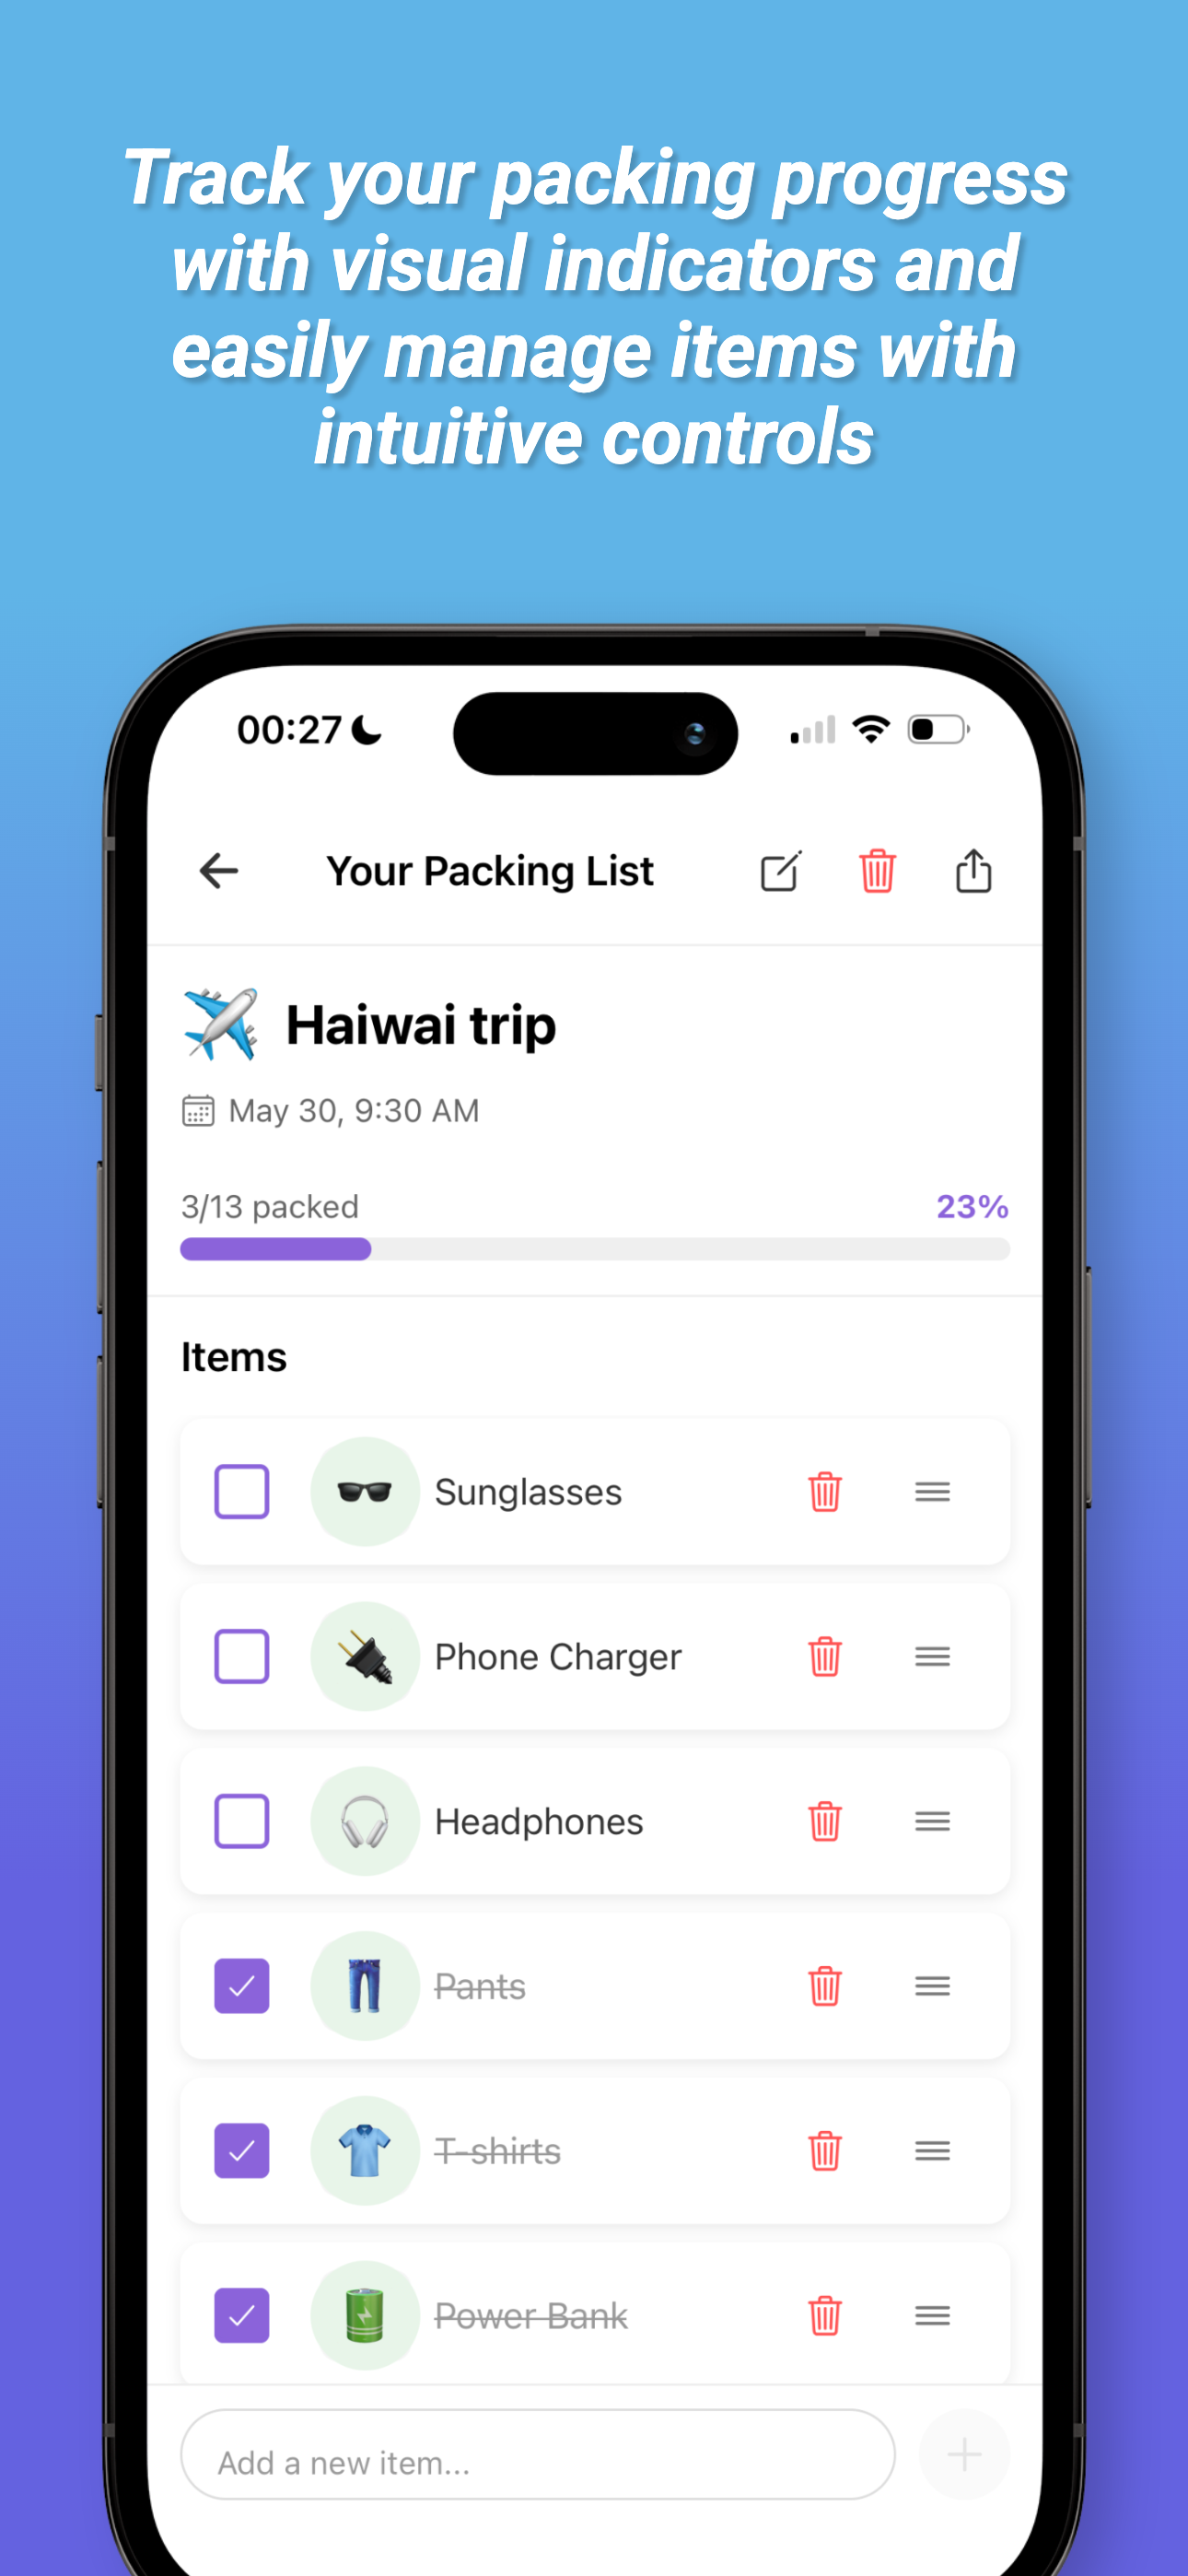 Track your packing progress
with visual indicators and
easily manage items with
intuitive controls
00:27
Your Packing List
Haiwai trip
May 30, 9:30 AM
3/13 packed 23%
Items
Sunglasses
Phone Charger
Headphones
Pants
T-shirts
Power Bank
Add a new item...